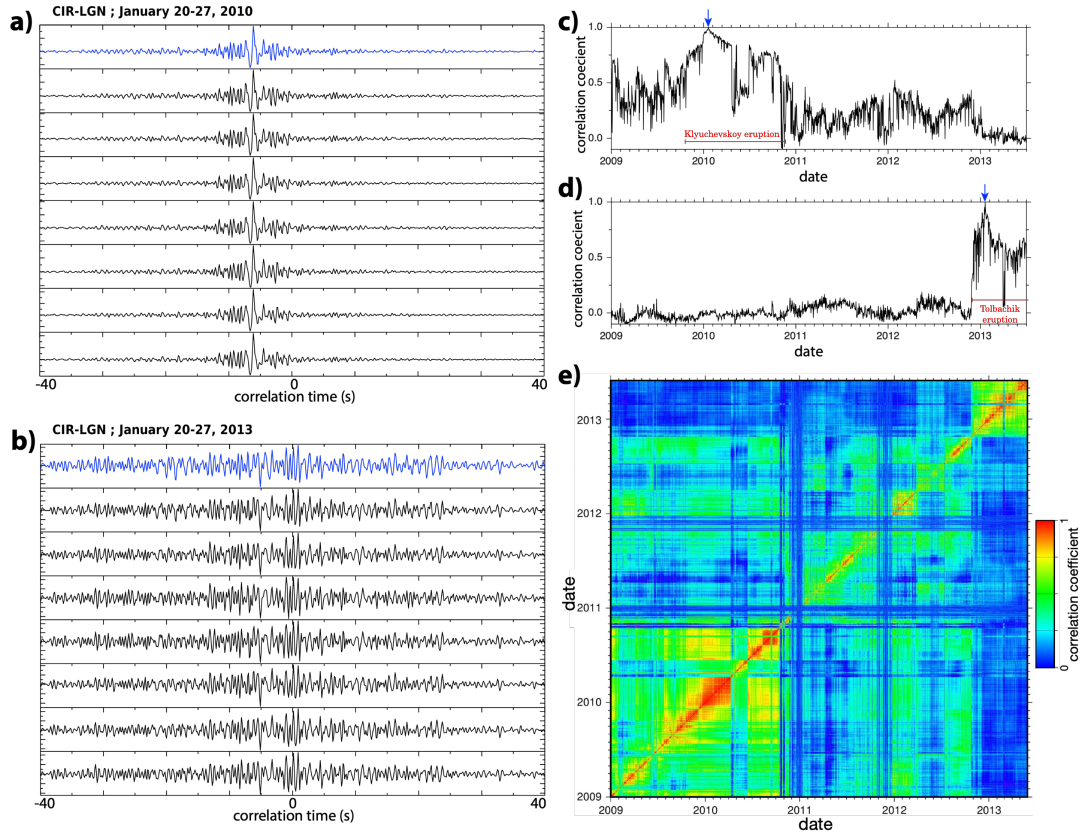 a)
CIR-LGN ; January 20-27, 2010
-40
0
40
correlation time (s)
b)
CIR-LGN ; January 20-27, 2013
-40
0
40
correlation time (s)
c)
correlation coecient
1.0
0.5
0.0
Klyuchevskoy eruption
2009
2010
2011
2012
2013
date
d)
correlation coecient
1.0
0.5
0.0
Tolbachik
eruption
2009
2010
2011
2012
2013
date
e)
date
2013
2012
2011
2010
2009
2009
2010
2011
2012
2013
date
1
0
correlation coefficient